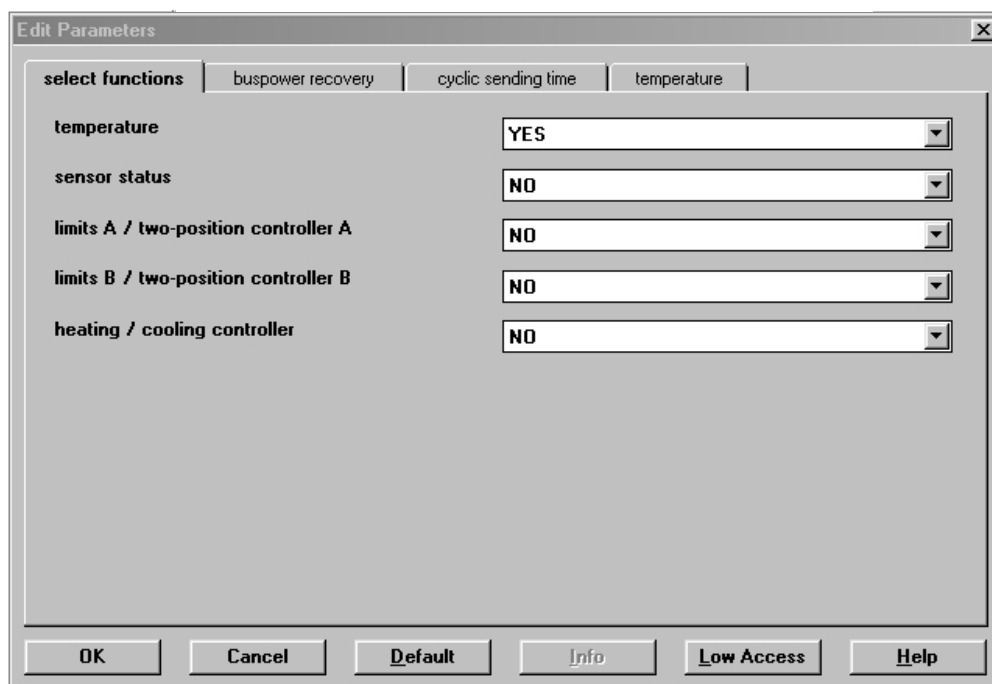 Edit Parameters
select functions buspower recovery cyclic sending time temperature
temperature YES
sensor status NO
limits A / two-position controller A NO
limits B / two-position controller B NO
heating / cooling controller NO
OK Cancel Default Info Low Access Help